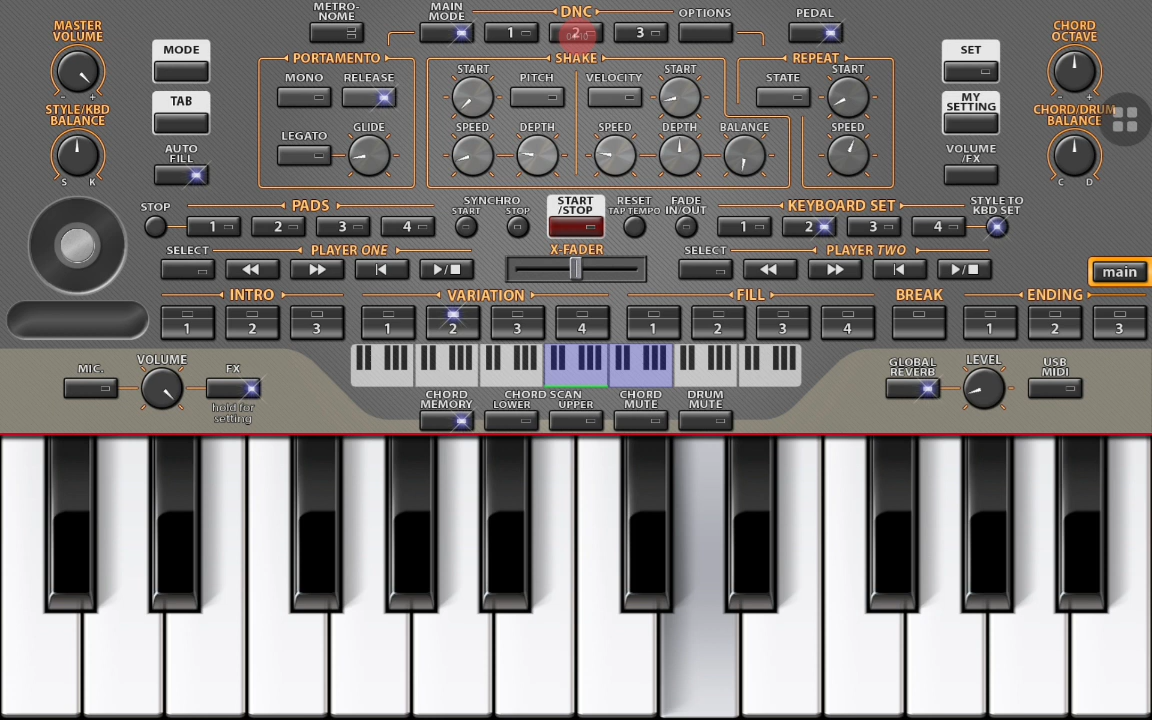 MASTER
VOLUME
- +
STYLE/KBD
BALANCE
S K
MODE
TAB
AUTO
FILL
METRO-
NOME
MAIN
MODE
DNC
1 2 3
OPTIONS
PEDAL
PORTAMENTO
MONO RELEASE
LEGATO GLIDE
SHAKE
START PITCH VELOCITY START
SPEED DEPTH SPEED DEPTH BALANCE
REPEAT
STATE START
SPEED
SET
MY
SETTING
VOLUME
/FX
CHORD
OCTAVE
- +
CHORD/DRUM
BALANCE
C D
STOP
PADS
1 2 3 4
SYNCHRO
START STOP
START
/STOP
RESET
TAP TEMPO
FADE
IN/OUT
KEYBOARD SET
1 2 3 4
STYLE TO
KBD SET
SELECT PLAYER ONE
X-FADER
SELECT PLAYER TWO
main
INTRO
1 2 3
VARIATION
1 2 3 4
FILL
1 2 3 4
BREAK
ENDING
1 2 3
MIC.
VOLUME
FX
hold for
setting
CHORD
MEMORY
CHORD SCAN
LOWER UPPER
CHORD
MUTE
DRUM
MUTE
GLOBAL
REVERB
LEVEL
USB
MIDI